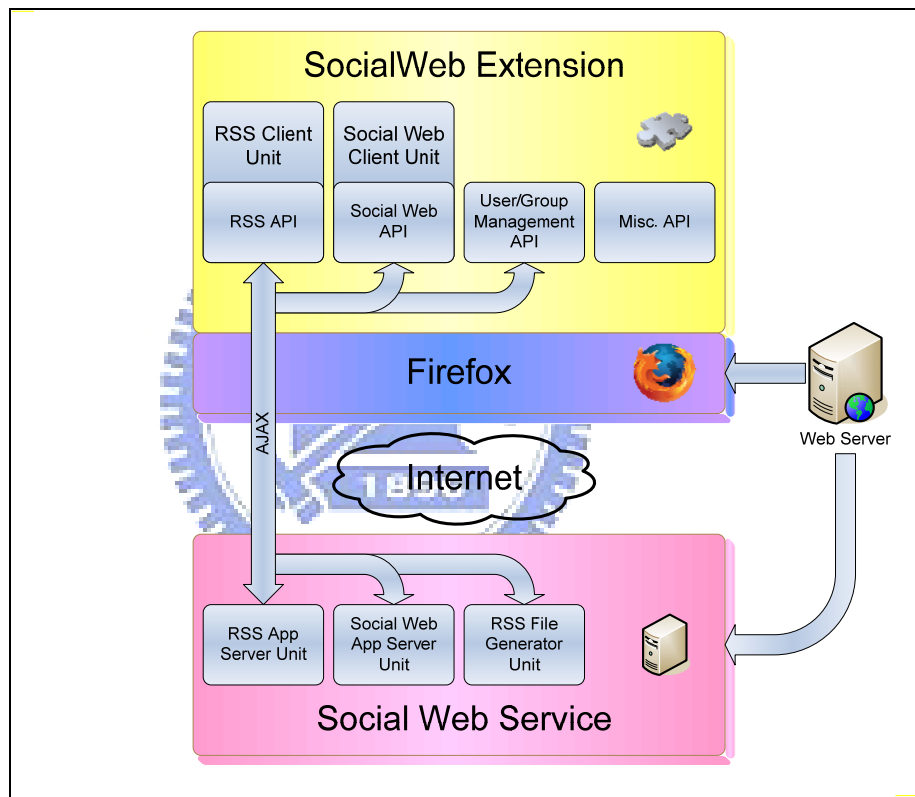 SocialWeb Extension
RSS Client
Unit
Social Web
Client Unit
RSS API
Social Web
API
User/Group
Management
API
Misc. API
Firefox
Web Server
AJAX
Internet
RSS App
Server Unit
Social Web
App Server
Unit
RSS File
Generator
Unit
Social Web Service